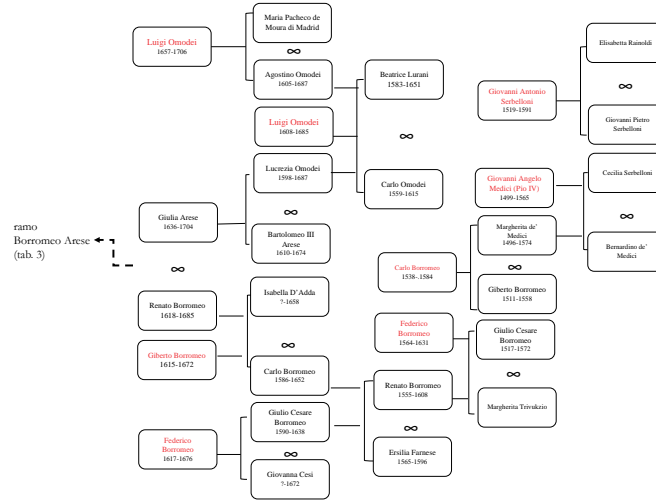 Maria Pacheco de
Moura di Madrid
∞
Luigi Omodei
1657-1706
Agostino Omodei
1605-1687
Beatrice Lurani
1583-1651
Luigi Omodei
1608-1685
∞
Lucrezia Omodei
1598-1687
Carlo Omodei
1559-1615
Giulia Arese
1636-1704
∞
Bartolomeo III
Arese
1610-1674
ramo
Borromeo Arese
(tab. 3)
∞
Renato Borromeo
1618-1685
Isabella D'Adda
?-1658
Giberto Borromeo
1615-1672
∞
Carlo Borromeo
1586-1652
Giulio Cesare
Borromeo
1590-1638
Federico
Borromeo
1617-1676
∞
Giovanna Cesi
?-1672
Elisabetta Rainoldi
∞
Giovanni Antonio
Serbelloni
1519-1591
Giovanni Pietro
Serbelloni
Giovanni Angelo
Medici (Pio IV)
1499-1565
Cecilia Serbelloni
∞
Margherita de'
Medici
1496-1574
Bernardino de'
Medici
Carlo Borromeo
1538-.1584
∞
Giberto Borromeo
1511-1558
Federico
Borromeo
1564-1631
Giulio Cesare
Borromeo
1517-1572
∞
Renato Borromeo
1555-1608
Margherita Trivukzio
∞
Ersilia Farnese
1565-1596